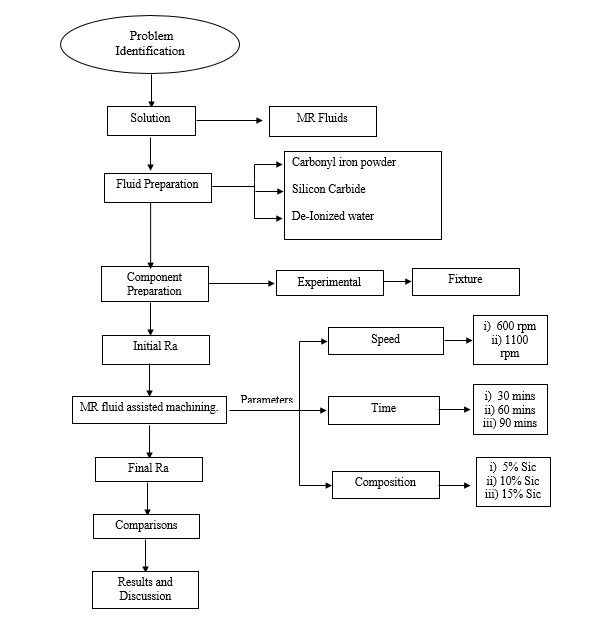 Problem
Identification
Solution
MR Fluids
Fluid Preparation
Carbonyl iron powder
Silicon Carbide
De-Ionized water
Component
Preparation
Experimental
Fixture
Initial Ra
Speed
i) 600 rpm
ii) 1100
rpm
MR fluid assisted machining.
Parameters
Time
i) 30 mins
ii) 60 mins
iii) 90 mins
Final Ra
Composition
i) 5% Sic
ii) 10% Sic
iii) 15% Sic
Comparisons
Results and
Discussion